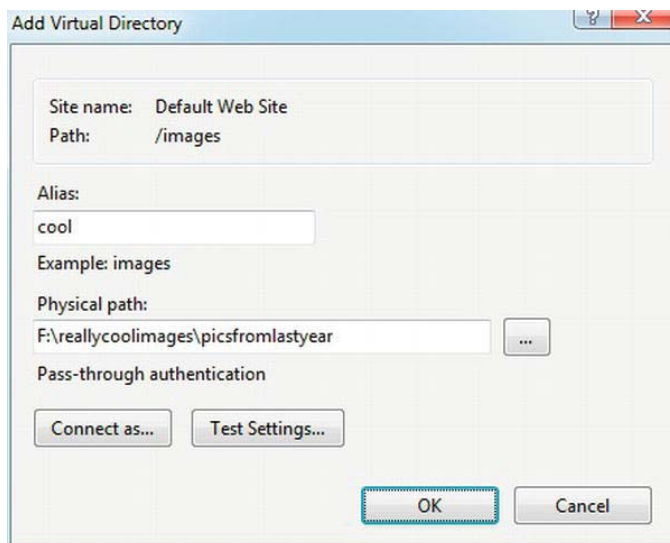 Add Virtual Directory
? X
Site name: Default Web Site
Path: /images
Alias:
cool
Example: images
Physical path:
F:\reallycoolimages\picsfromlastyear
...
Pass-through authentication
Connect as... Test Settings...
OK Cancel